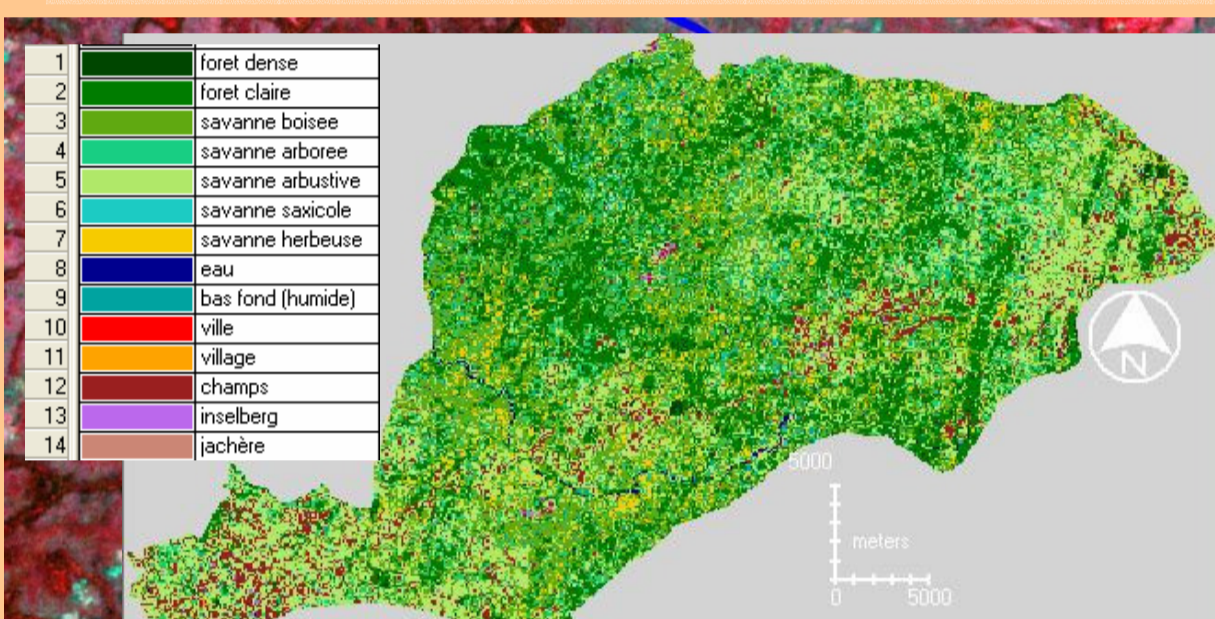 1 foret dense
2 foret claire
3 savanne boisee
4 savanne arboree
5 savanne arbustive
6 savanne saxicole
7 savanne herbeuse
8 eau
9 bas fond (humide)
10 ville
11 village
12 champs
13 inselberg
14 jachère
N
5000
meters
0 5000